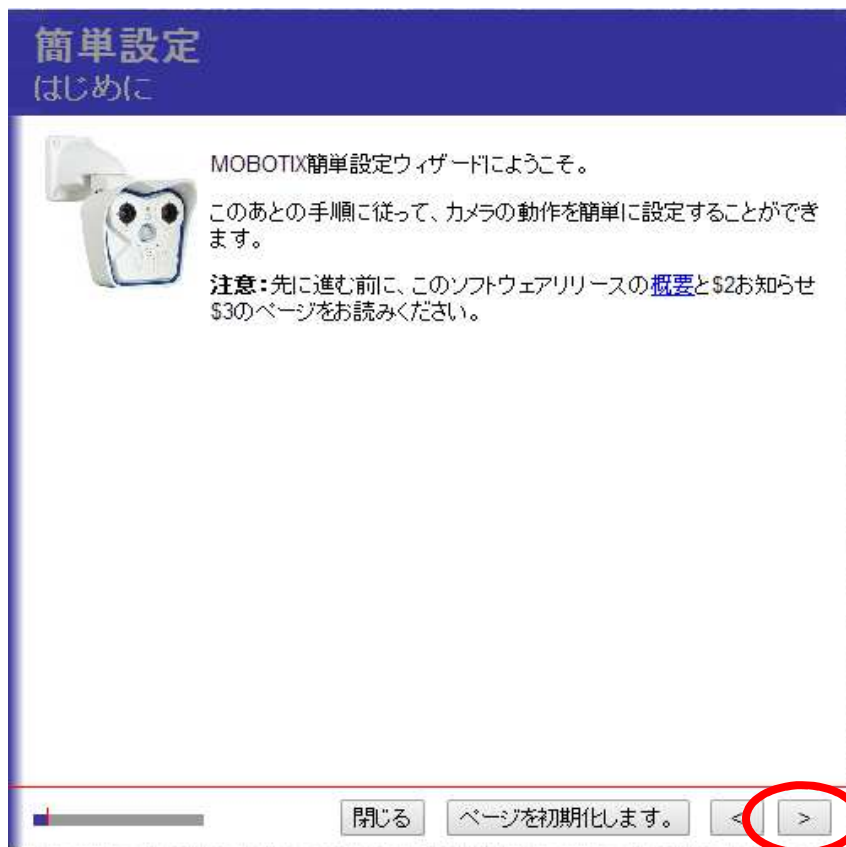 簡単設定
はじめに
MOBOTIX簡単設定ウィザードにようこそ。
このあとの手順に従って、カメラの動作を簡単に設定することができ
ます。
注意：先に進む前に、このソフトウェアリリースの概要と$2お知らせ
$3のページをお読みください。
閉じる ページを初期化します。 < >